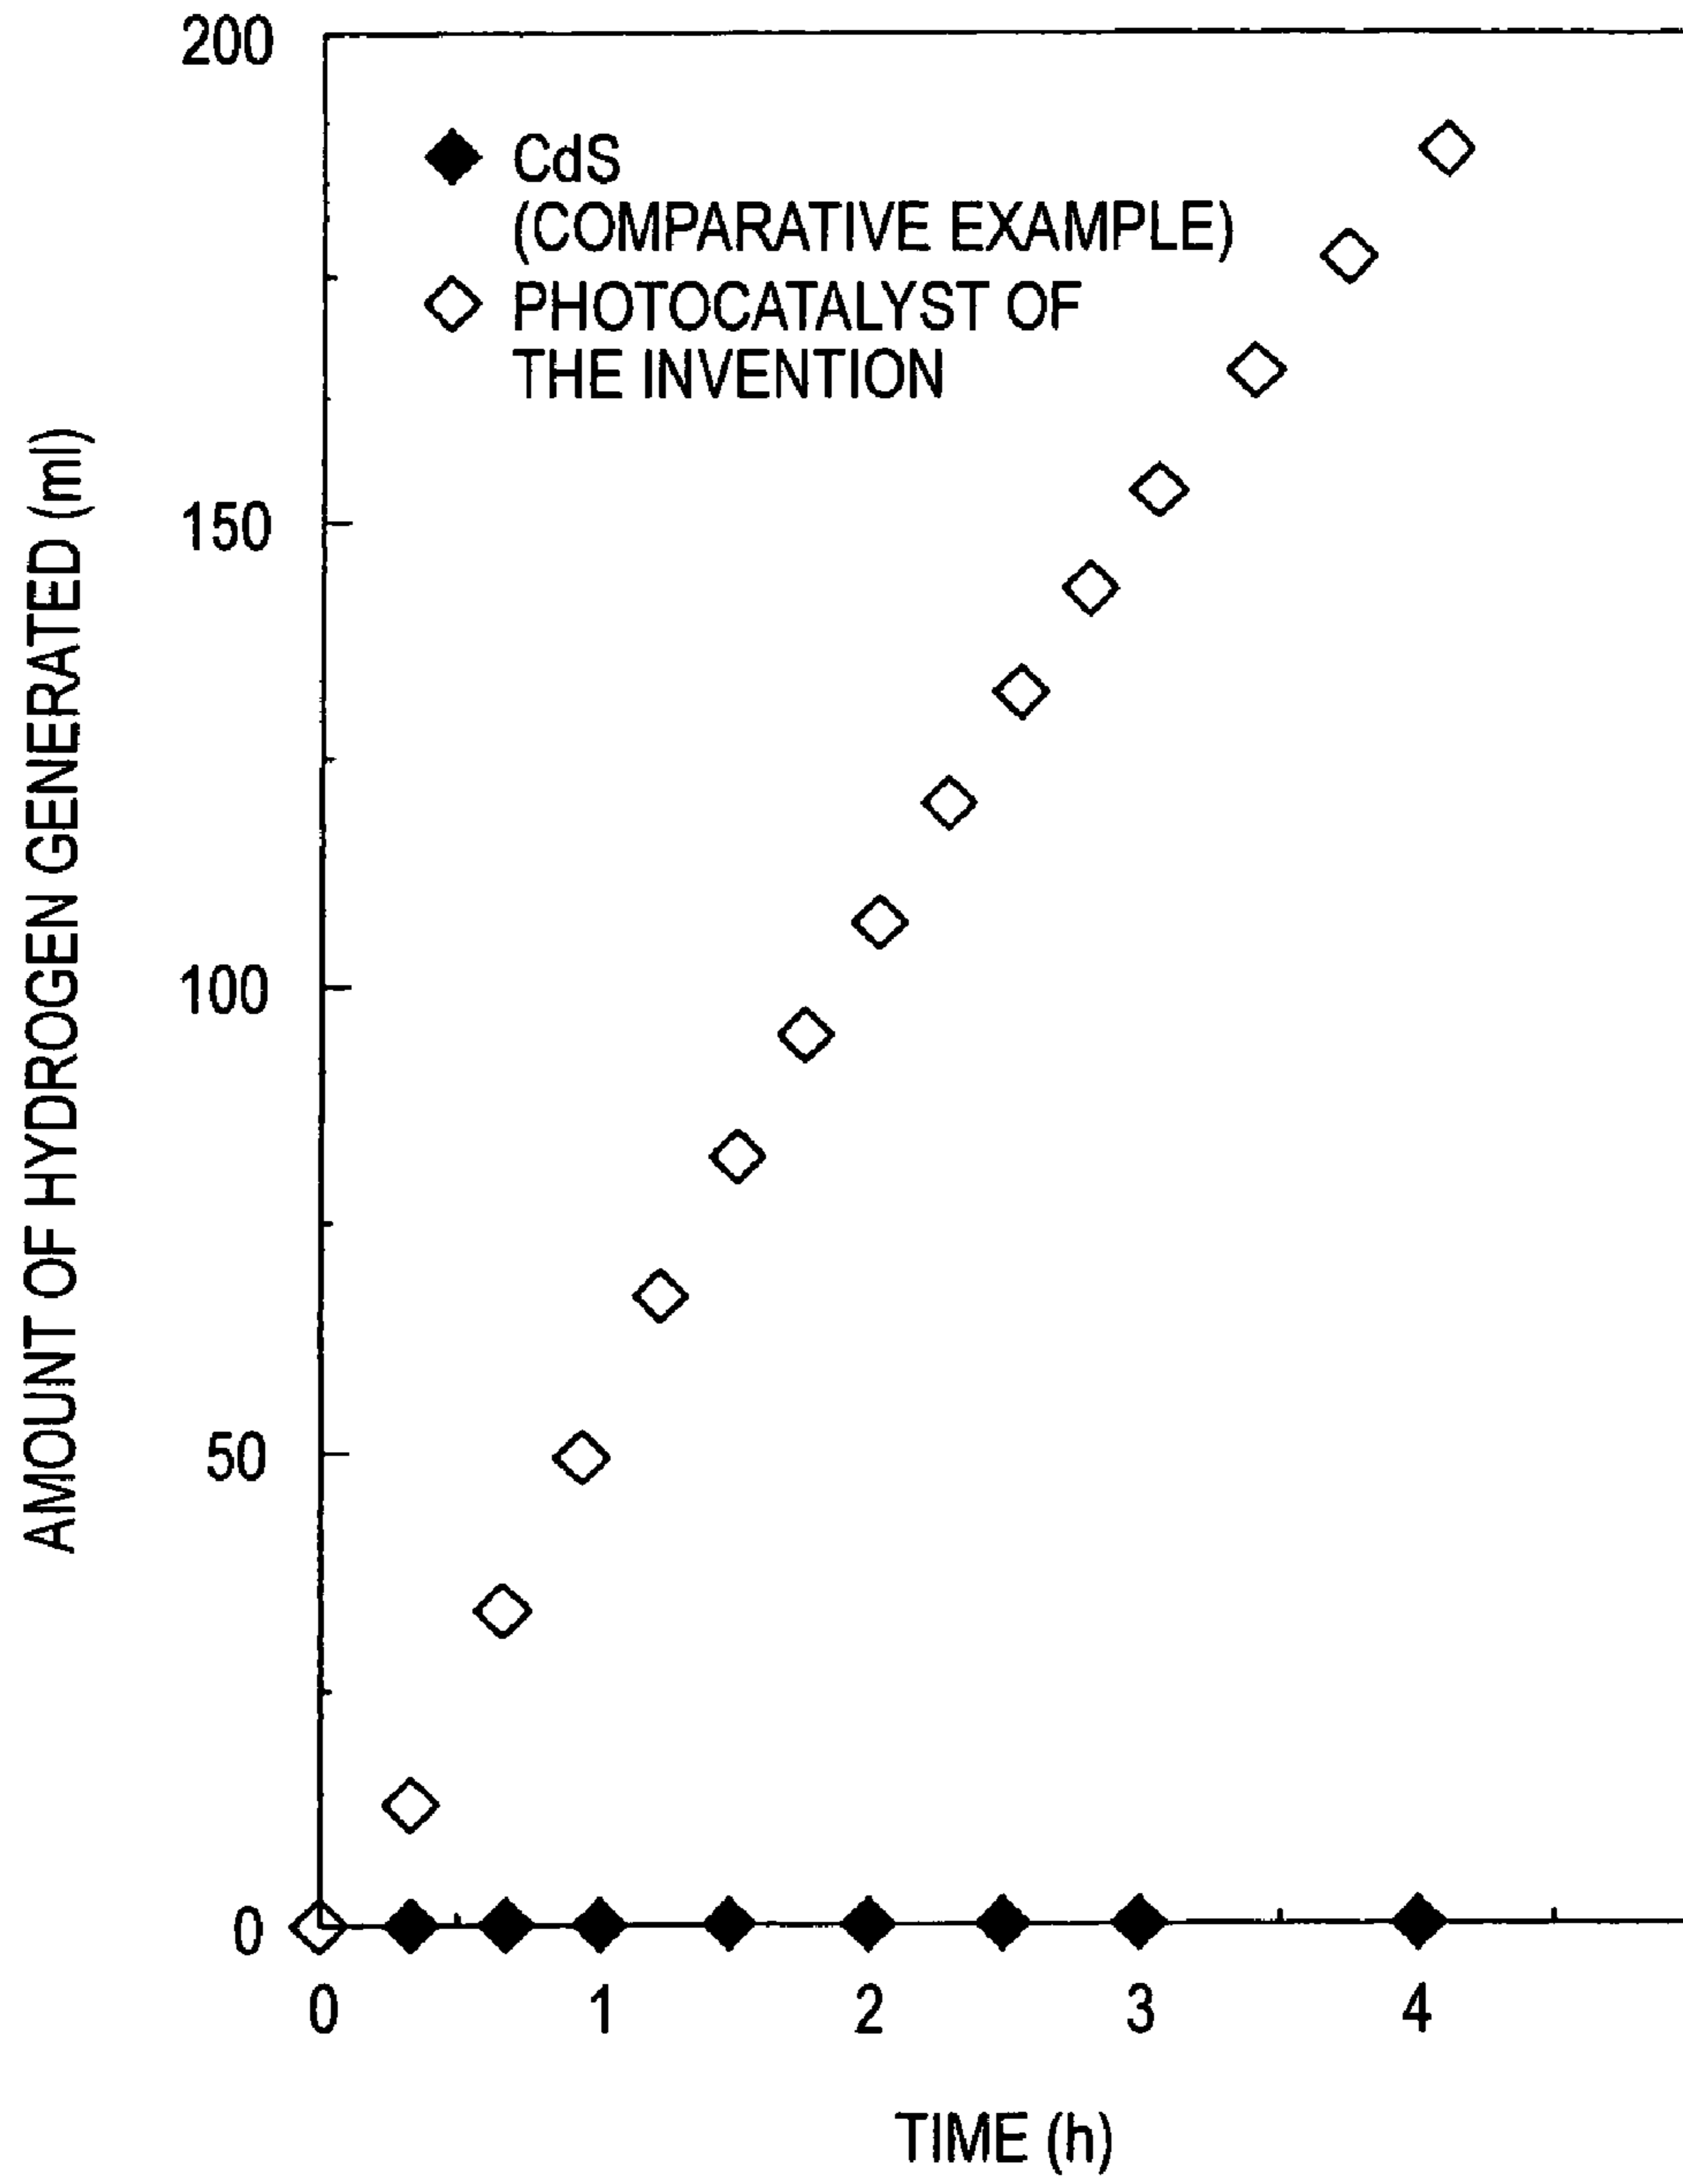 200
◆ CdS
(COMPARATIVE EXAMPLE)
◇ PHOTOCATALYST OF
THE INVENTION
150
100
50
0
AMOUNT OF HYDROGEN GENERATED (ml)
0 1 2 3 4
TIME (h)